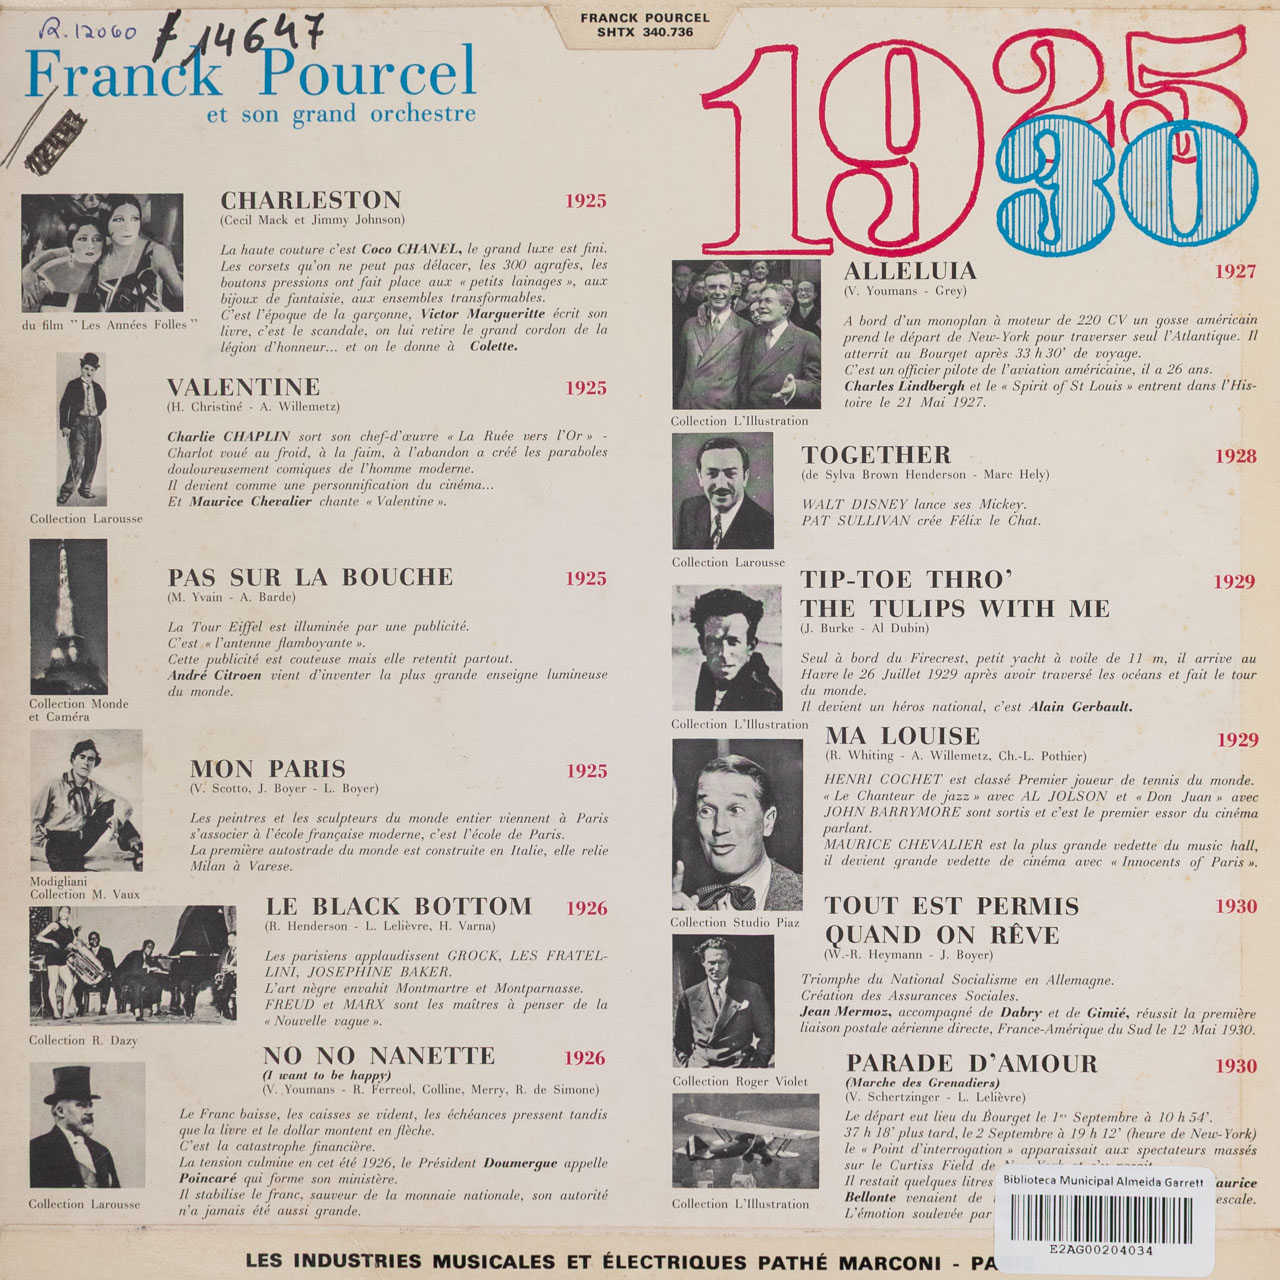 R.12060
14647
FRANCK POURCEL
SHTX 340.736
Franck Pourcel
et son grand orchestre
1925
30
CHARLESTON 1925
(Cecil Mack et Jimmy Johnson)
La haute couture c'est Coco CHANEL, le grand luxe est fini.
Les corsets qu'on ne peut pas délacer, les 300 agrafes, les
boutons pressions ont fait place aux « petits lainages », aux
bijoux de fantaisie, aux ensembles transformables.
C'est l'époque de la garçonne, Victor Margueritte écrit son
livre, c'est le scandale, on lui retire le grand cordon de la
légion d'honneur... et on le donne à Colette.
du film "Les Années Folles"
VALENTINE 1925
(H. Christiné - A. Willemetz)
Charlie CHAPLIN sort son chef-d'œuvre « La Ruée vers l'Or » -
Charlot voué au froid, à la faim, à l'abandon a créé les paraboles
douloureusement comiques de l'homme moderne.
Il devient comme une personnification du cinéma...
Et Maurice Chevalier chante « Valentine ».
Collection Larousse
PAS SUR LA BOUCHE 1925
(M. Yvain - A. Barde)
La Tour Eiffel est illuminée par une publicité.
C'est « l'antenne flamboyante ».
Cette publicité est couteuse mais elle retentit partout.
André Citroen vient d'inventer la plus grande enseigne lumineuse
du monde.
Collection Monde
et Caméra
MON PARIS 1925
(V. Scotto, J. Boyer - L. Boyer)
Les peintres et les sculpteurs du monde entier viennent à Paris
s'associer à l'école française moderne, c'est l'école de Paris.
La première autostrade du monde est construite en Italie, elle relie
Milan à Varese.
Modigliani
Collection M. Vaux
LE BLACK BOTTOM 1926
(R. Henderson - L. Lelièvre, H. Varna)
Les parisiens applaudissent GROCK, LES FRATEL-
LINI, JOSEPHINE BAKER.
L'art nègre envahit Montmartre et Montparnasse.
FREUD et MARX sont les maîtres à penser de la
« Nouvelle vague ».
Collection R. Dazy
NO NO NANETTE 1926
(I want to be happy)
(V. Youmans - R. Ferreol, Colline, Merry, R. de Simone)
Le Franc baisse, les caisses se vident, les échéances pressent tandis
que la livre et le dollar montent en flèche.
C'est la catastrophe financière.
La tension culmine en cet été 1926, le Président Doumergue appelle
Poincaré qui forme son ministère.
Il stabilise le franc, sauveur de la monnaie nationale, son autorité
n'a jamais été aussi grande.
Collection Larousse
ALLELUIA 1927
(V. Youmans - Grey)
A bord d'un monoplan à moteur de 220 CV un gosse américain
prend le départ de New-York pour traverser seul l'Atlantique. Il
atterrit au Bourget après 33 h 30' de voyage.
C'est un officier pilote de l'aviation américaine, il a 26 ans.
Charles Lindbergh et le « Spirit of St Louis » entrent dans l'His-
toire le 21 Mai 1927.
Collection L'Illustration
TOGETHER 1928
(de Sylva Brown Henderson - Marc Hely)
WALT DISNEY lance ses Mickey.
PAT SULLIVAN crée Félix le Chat.
Collection Larousse
TIP-TOE THRO' 1929
THE TULIPS WITH ME
(J. Burke - Al Dubin)
Seul à bord du Firecrest, petit yacht à voile de 11 m, il arrive au
Havre le 26 Juillet 1929 après avoir traversé les océans et fait le tour
du monde.
Il devient un héros national, c'est Alain Gerbault.
Collection L'Illustration
MA LOUISE 1929
(R. Whiting - A. Willemetz, Ch.-L. Pothier)
HENRI COCHET est classé Premier joueur de tennis du monde.
« Le Chanteur de jazz » avec AL JOLSON et « Don Juan » avec
JOHN BARRYMORE sont sortis et c'est le premier essor du cinéma
parlant.
MAURICE CHEVALIER est la plus grande vedette du music hall,
il devient grande vedette de cinéma avec « Innocents of Paris ».
Collection Studio Piaz
TOUT EST PERMIS 1930
QUAND ON RÊVE
(W.-R. Heymann - J. Boyer)
Triomphe du National Socialisme en Allemagne.
Création des Assurances Sociales.
Jean Mermoz, accompagné de Dabry et de Gimié, réussit la première
liaison postale aérienne directe, France-Amérique du Sud le 12 Mai 1930.
Collection Roger Violet
PARADE D'AMOUR 1930
(Marche des Grenadiers)
(V. Schertzinger - L. Lelièvre)
Le départ eut lieu du Bourget le 1er Septembre à 10 h 54'.
37 h 18' plus tard, le 2 Septembre à 19 h 12' (heure de New-York)
le « Point d'interrogation » apparaissait aux spectateurs massés
sur le Curtiss Field de
Il restait quelques litres
Bellonte venaient de escale.
L'émotion soulevée par
Collection L'Illustration
Biblioteca Municipal Almeida Garrett
E2AG00204034
LES INDUSTRIES MUSICALES ET ÉLECTRIQUES PATHÉ MARCONI -